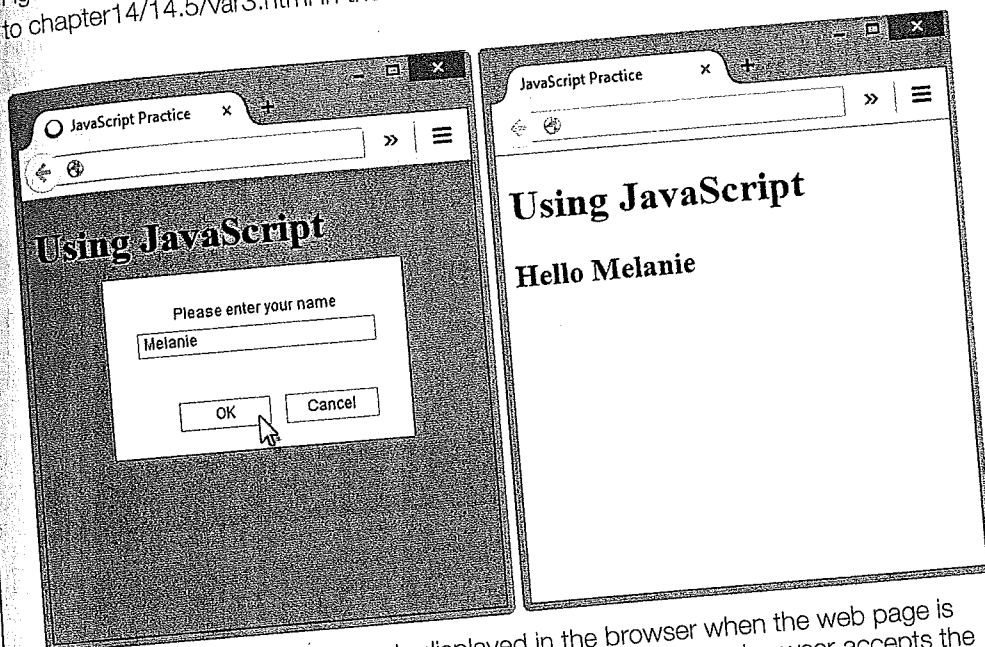 to chapter14/14.5/var3.html in the
JavaScript Practice
Using JavaScript
Please enter your name
Melanie
OK
Cancel
JavaScript Practice
Using JavaScript
Hello Melanie
displayed in the browser when the web page is
browser accepts the